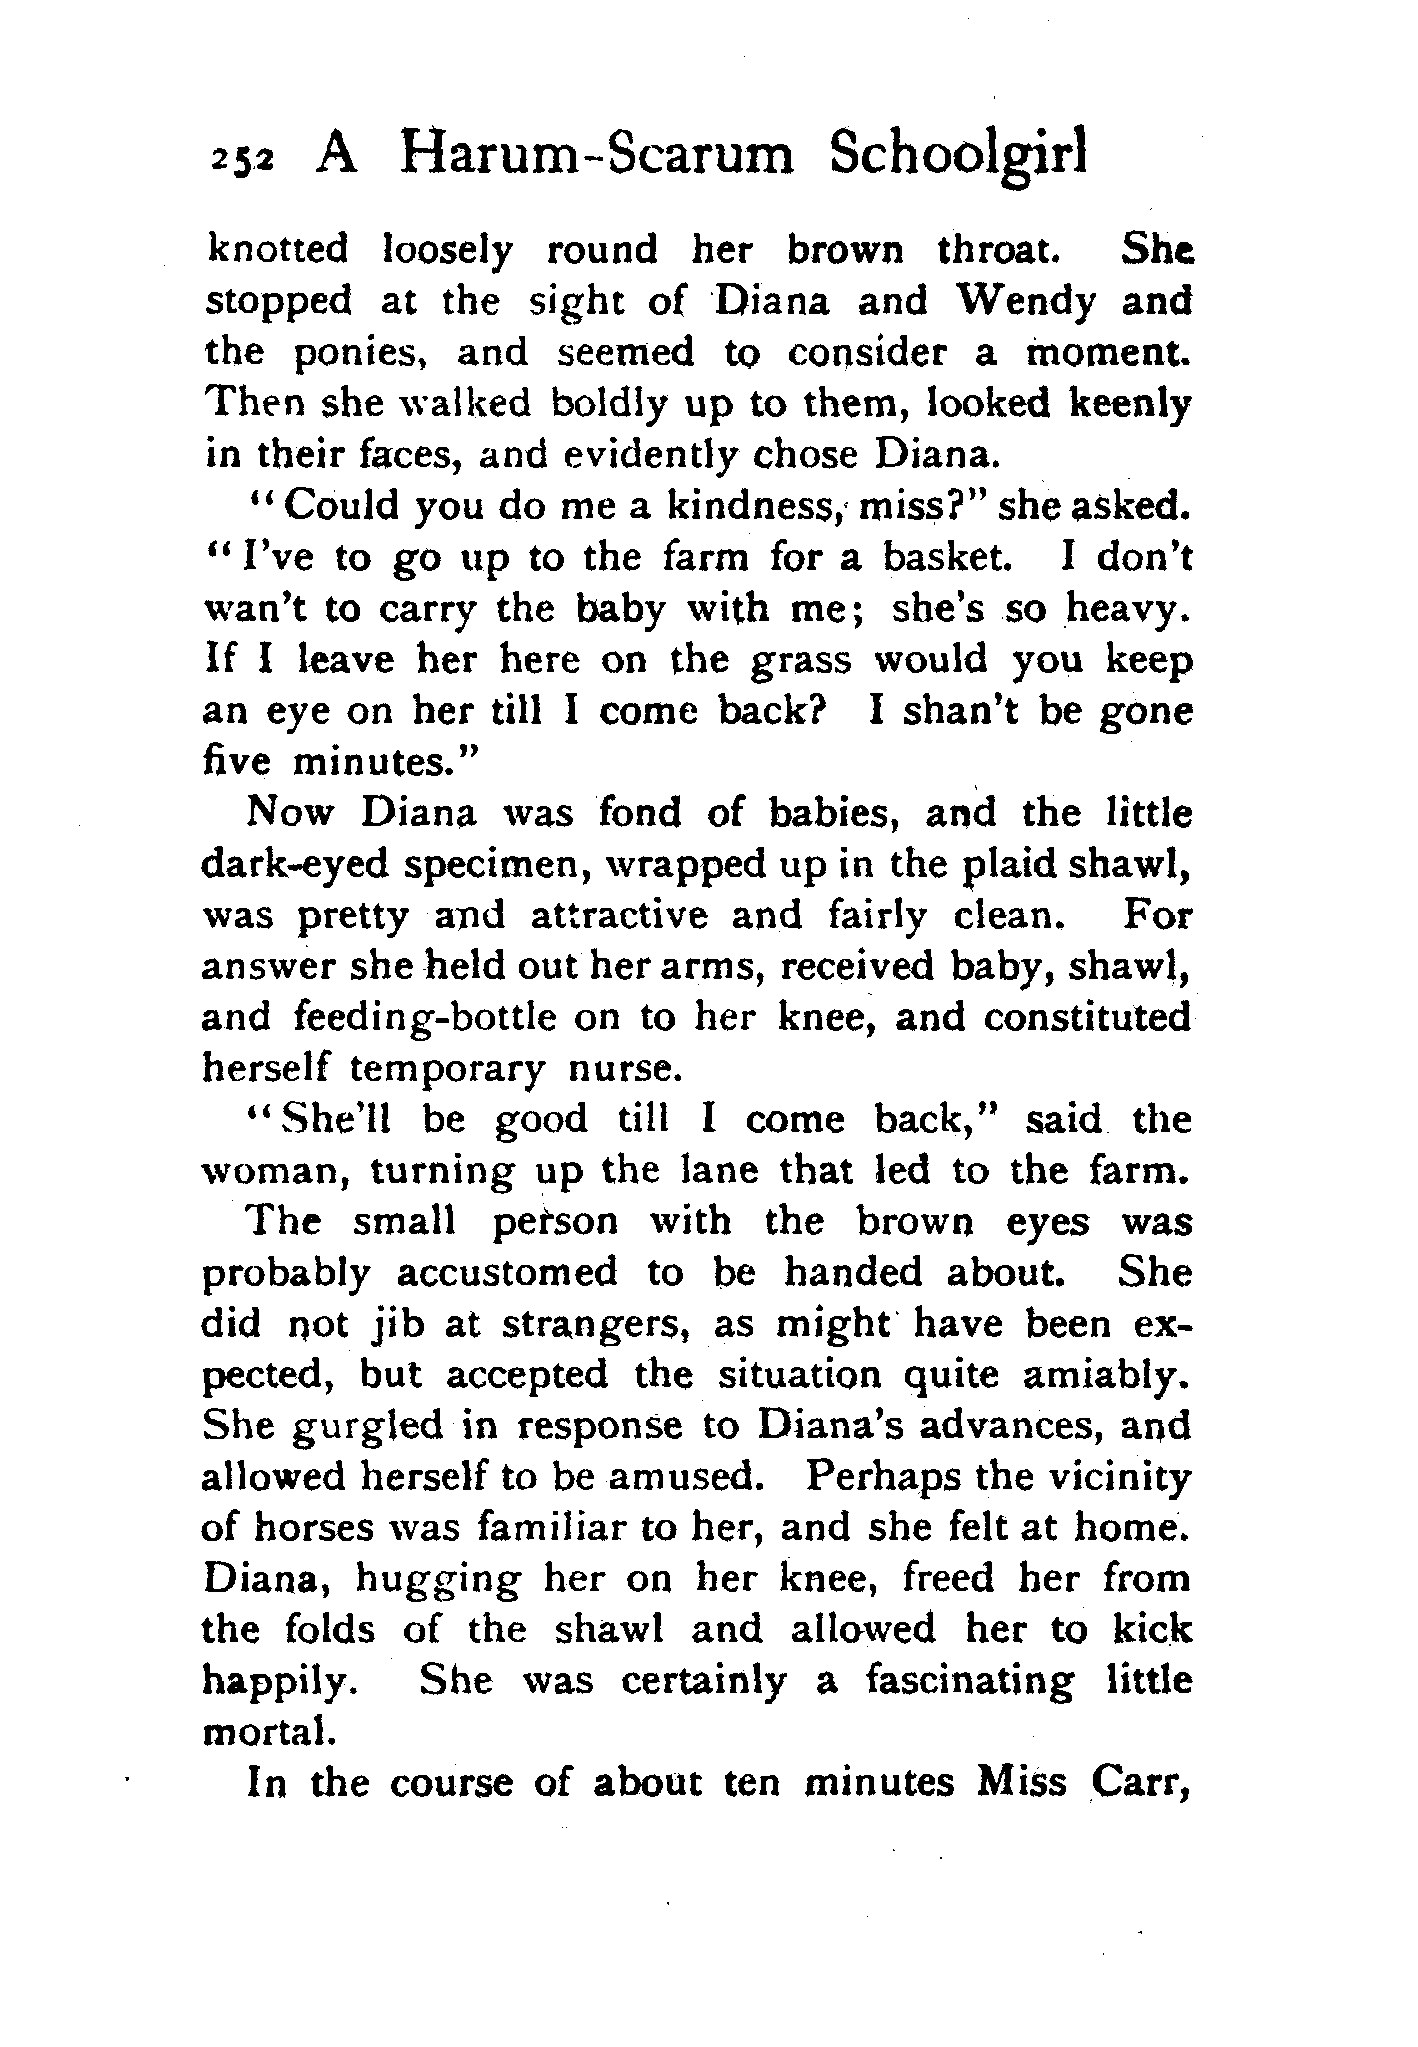 252 A Harum-Scarum Schoolgirl
knotted loosely round her brown throat. She
stopped at the sight of Diana and Wendy and
the ponies, and seemed to consider a moment.
Then she walked boldly up to them, looked keenly
in their faces, and evidently chose Diana.
"Could you do me a kindness, miss?" she asked.
"I've to go up to the farm for a basket. I don't
wan't to carry the baby with me; she's so heavy.
If I leave her here on the grass would you keep
an eye on her till I come back? I shan't be gone
five minutes."
Now Diana was fond of babies, and the little
dark-eyed specimen, wrapped up in the plaid shawl,
was pretty and attractive and fairly clean. For
answer she held out her arms, received baby, shawl,
and feeding-bottle on to her knee, and constituted
herself temporary nurse.
"She'll be good till I come back," said the
woman, turning up the lane that led to the farm.
The small person with the brown eyes was
probably accustomed to be handed about. She
did not jib at strangers, as might have been ex-
pected, but accepted the situation quite amiably.
She gurgled in response to Diana's advances, and
allowed herself to be amused. Perhaps the vicinity
of horses was familiar to her, and she felt at home.
Diana, hugging her on her knee, freed her from
the folds of the shawl and allowed her to kick
happily. She was certainly a fascinating little
mortal.
In the course of about ten minutes Miss Carr,